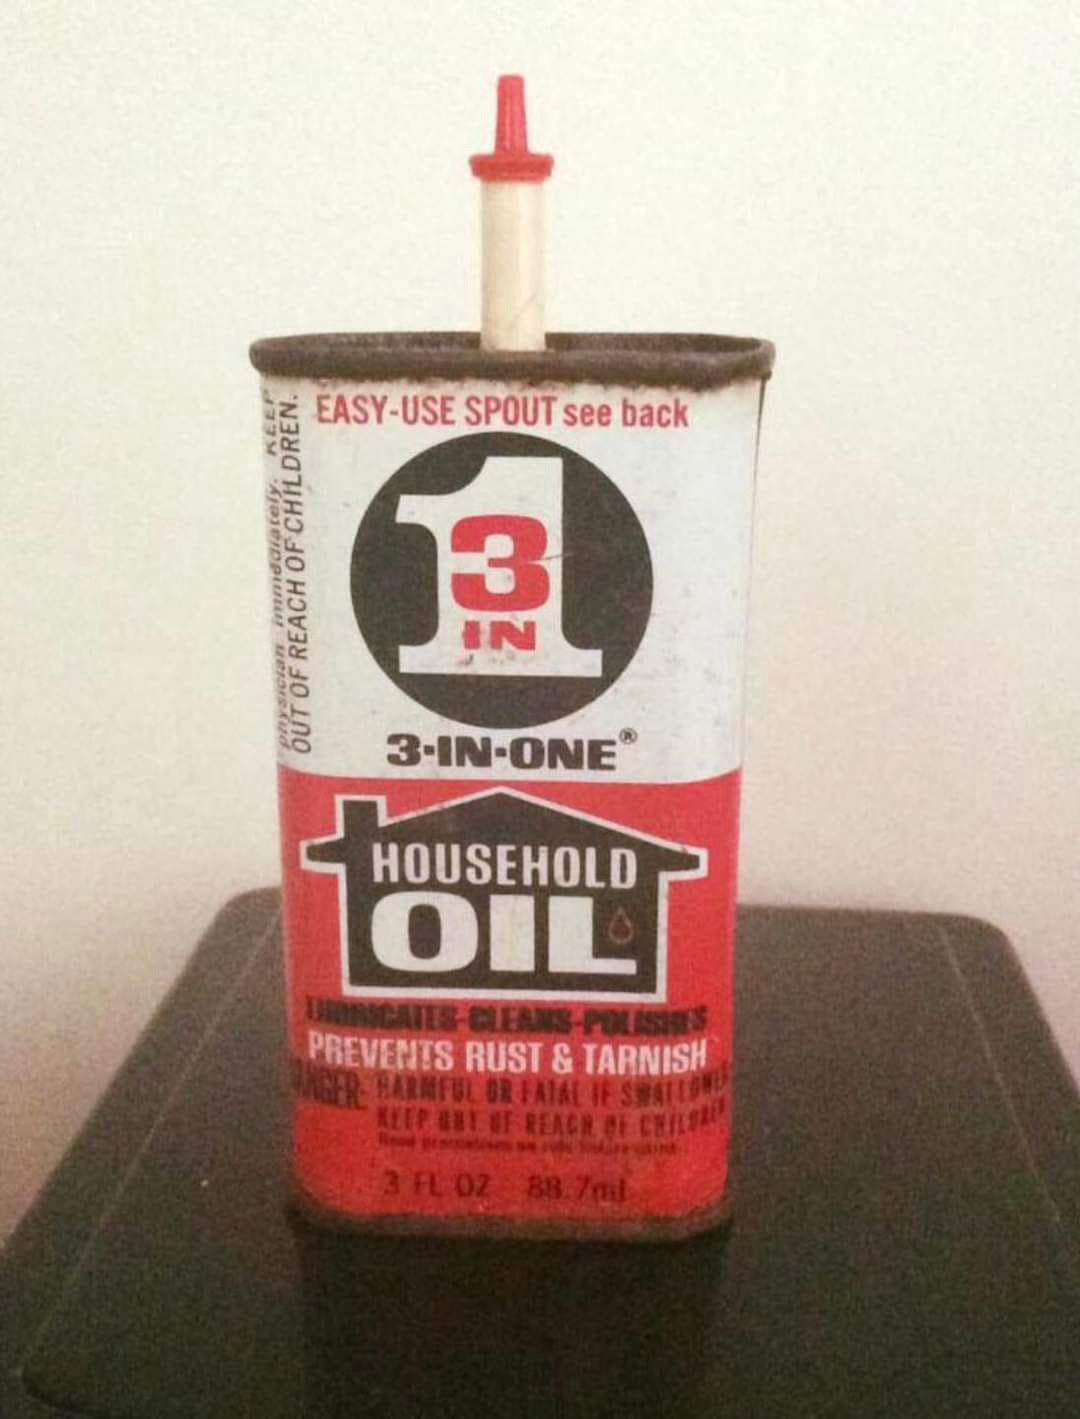 EASY-USE SPOUT see back
1
3
IN
3-IN-ONE®
HOUSEHOLD
OIL
LUBRICATES-CLEANS-POLISHES
PREVENTS RUST & TARNISH
HARMFUL OR FATAL IF SWALLOWED
KEEP OUT OF REACH OF CHILDREN
3 FL OZ 88.7ml
physician immediately. KEEP
OUT OF REACH OF CHILDREN.